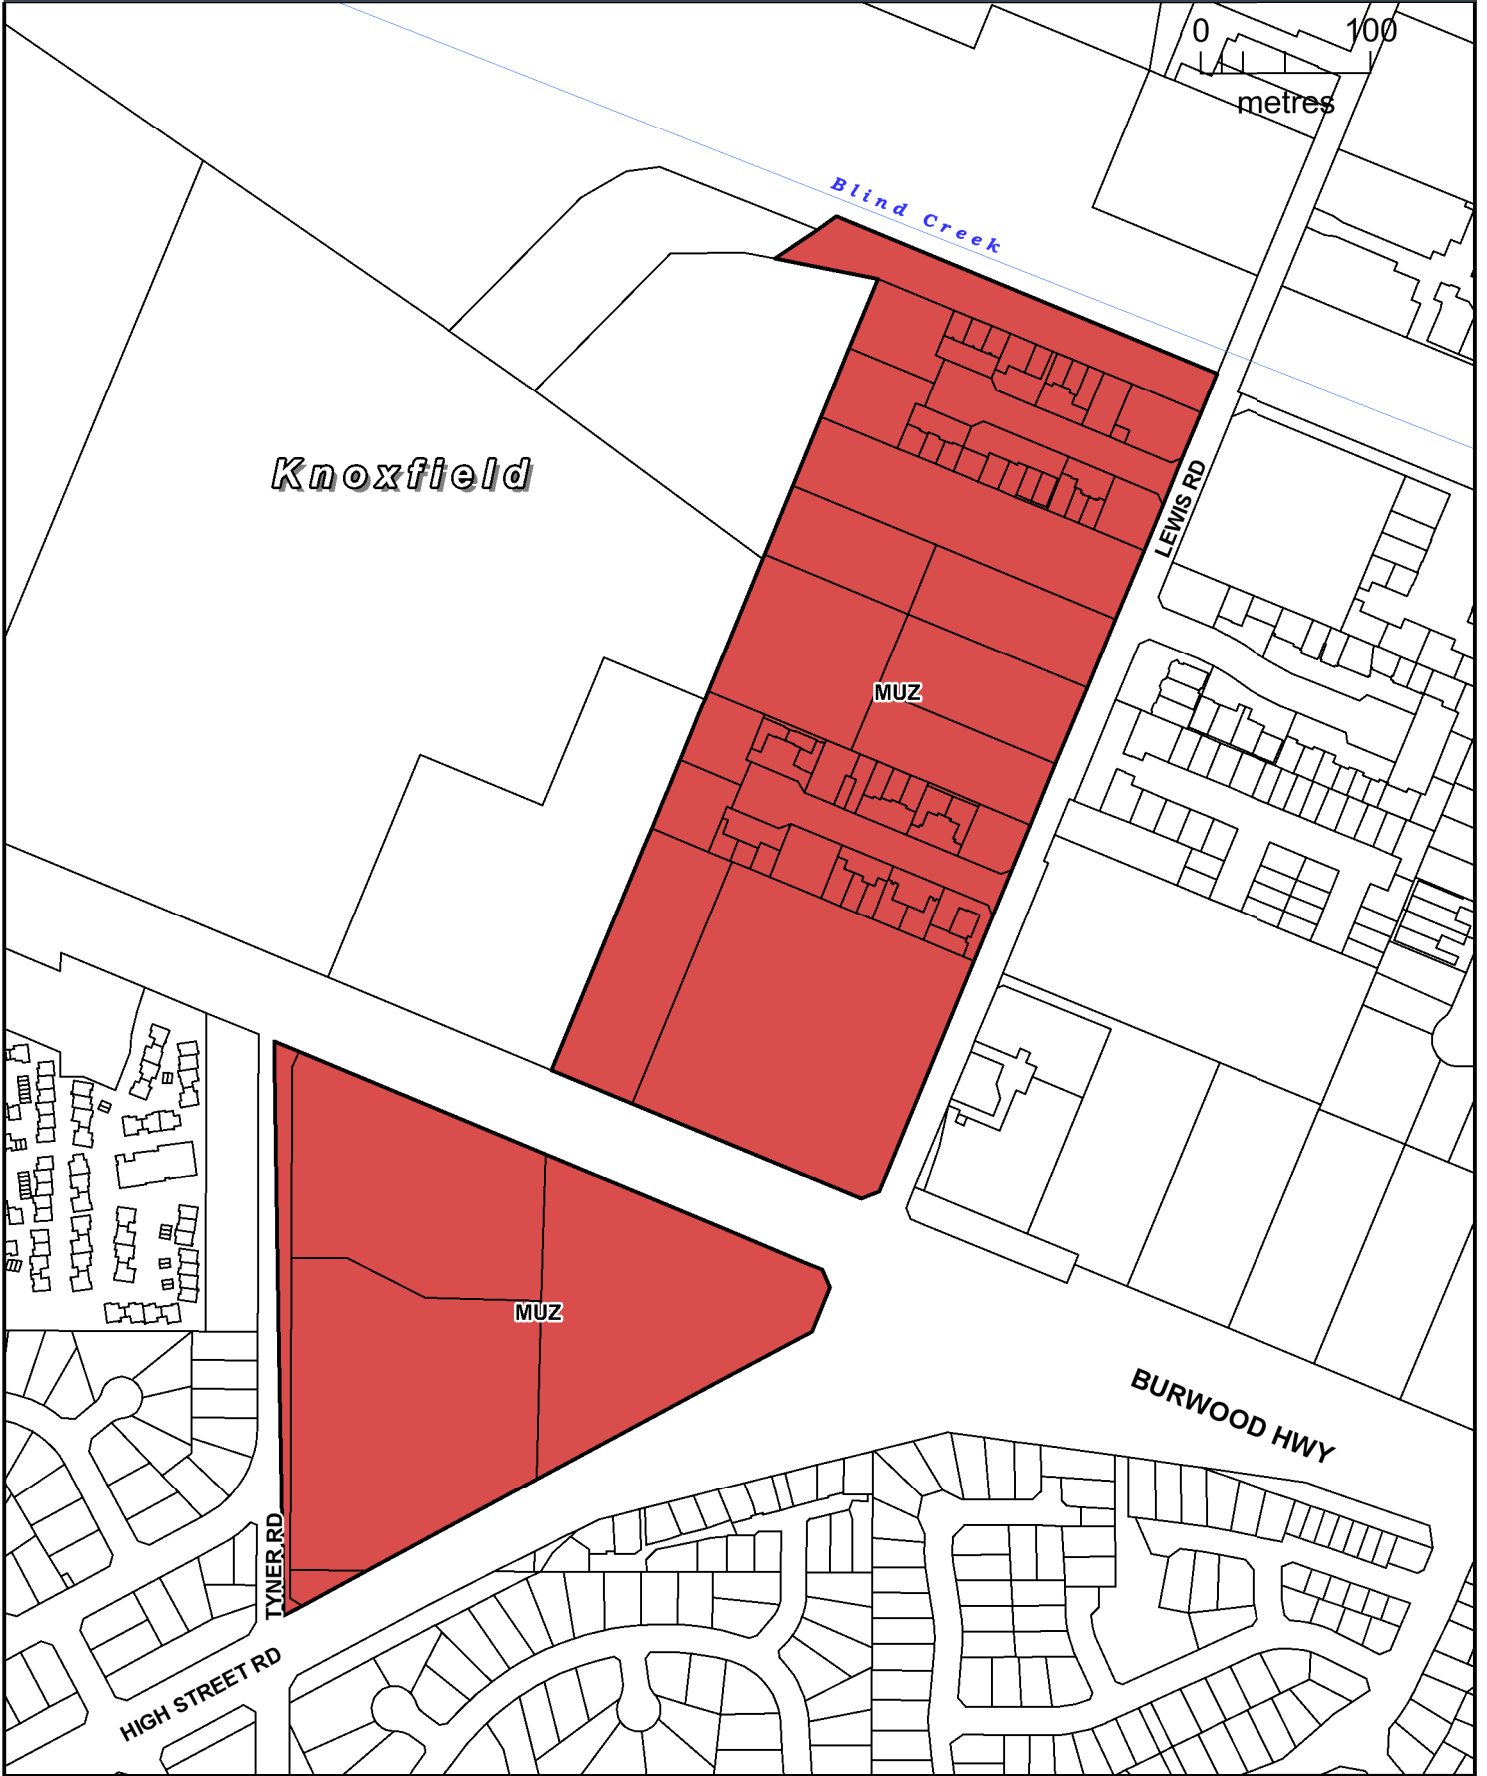 0 100
metres
Blind Creek
Knoxfield
LEWIS RD
MUZ
MUZ
BURWOOD HWY
TYNER RD
HIGH STREET RD